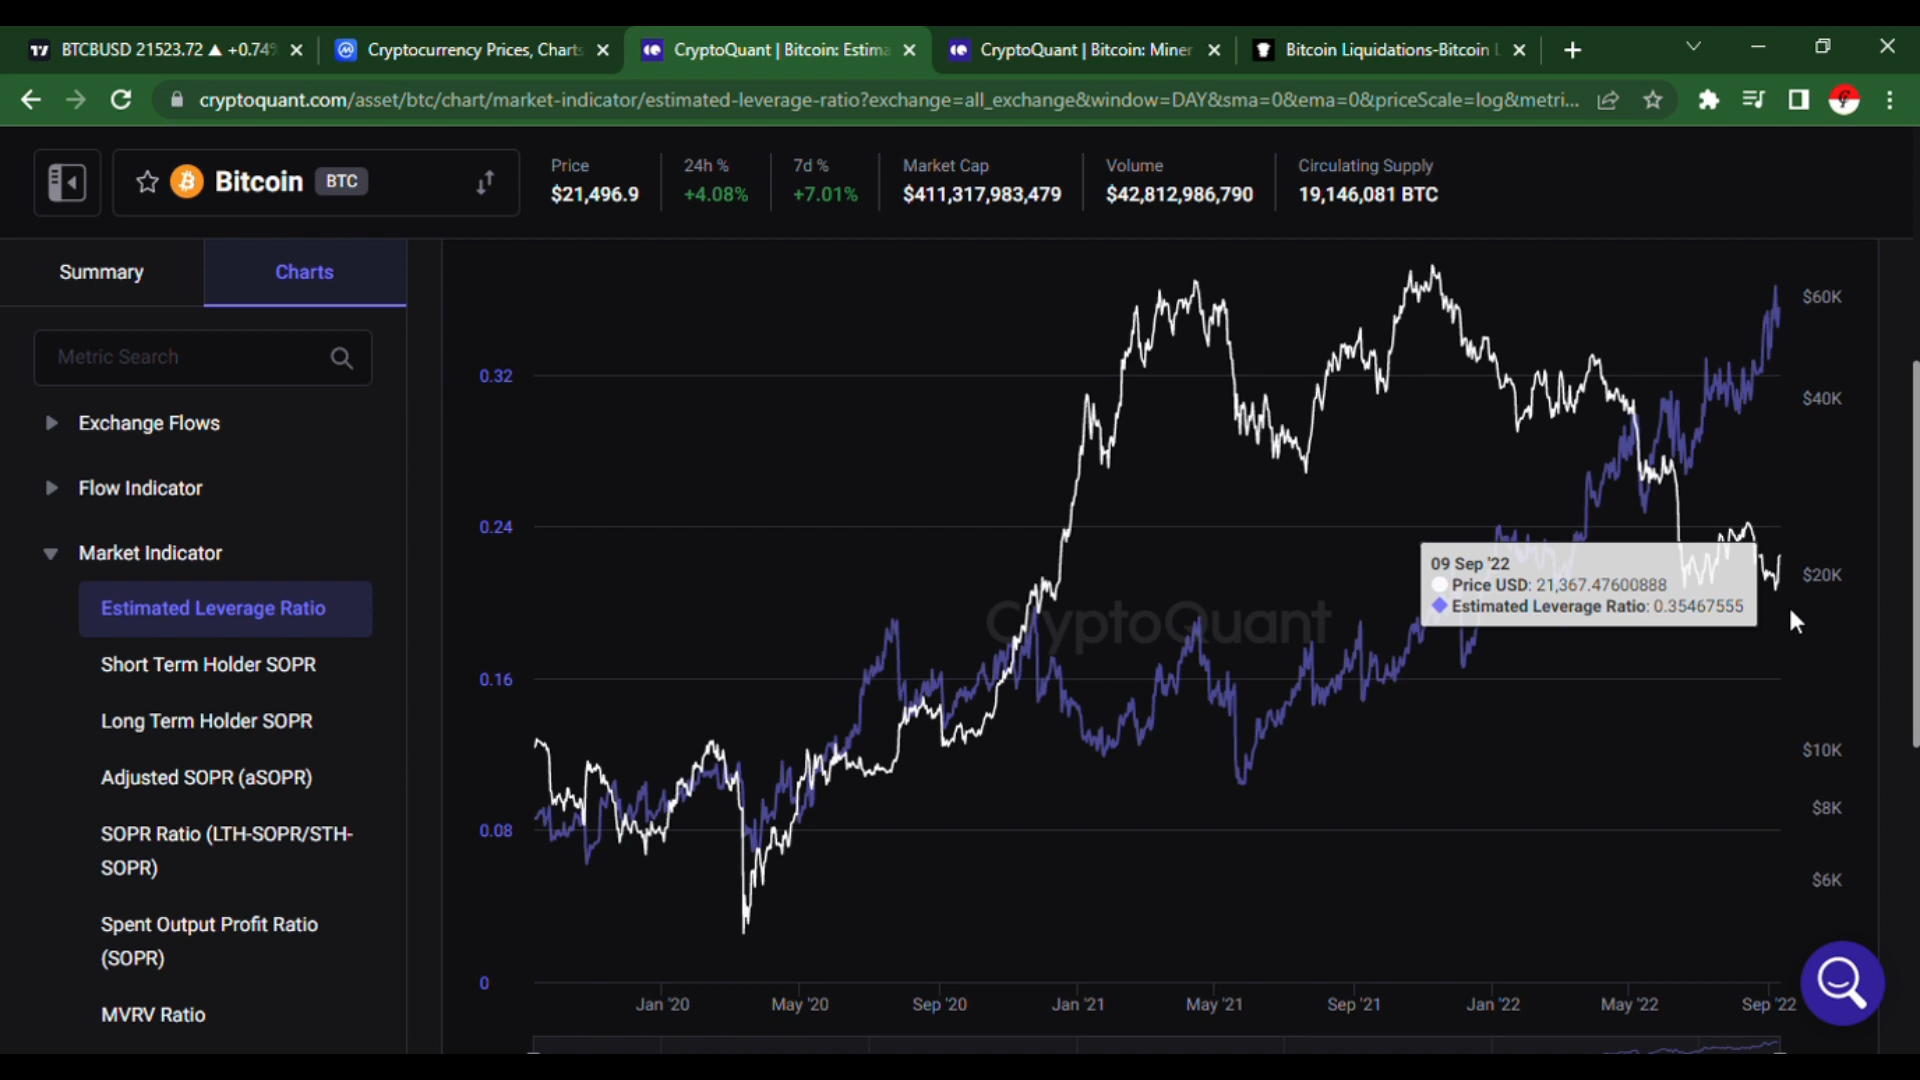 BTCBUSD 21523.72 ▲ +0.74%
Cryptocurrency Prices, Charts
CryptoQuant | Bitcoin: Estima
CryptoQuant | Bitcoin: Miner
Bitcoin Liquidations-Bitcoin L
cryptoquant.com/asset/btc/chart/market-indicator/estimated-leverage-ratio?exchange=all_exchange&window=DAY&sma=0&ema=0&priceScale=log&metri...
Bitcoin BTC
Price
$21,496.9
24h %
+4.08%
7d %
+7.01%
Market Cap
$411,317,983,479
Volume
$42,812,986,790
Circulating Supply
19,146,081 BTC
Summary
Charts
Metric Search
Exchange Flows
Flow Indicator
Market Indicator
Estimated Leverage Ratio
Short Term Holder SOPR
Long Term Holder SOPR
Adjusted SOPR (aSOPR)
SOPR Ratio (LTH-SOPR/STH-
SOPR)
Spent Output Profit Ratio
(SOPR)
MVRV Ratio
0.32
0.24
0.16
0.08
0
$60K
$40K
$20K
$10K
$8K
$6K
CryptoQuant
09 Sep '22
Price USD: 21,367.47600888
Estimated Leverage Ratio: 0.35467555
Jan '20
May '20
Sep '20
Jan '21
May '21
Sep '21
Jan '22
May '22
Sep '22